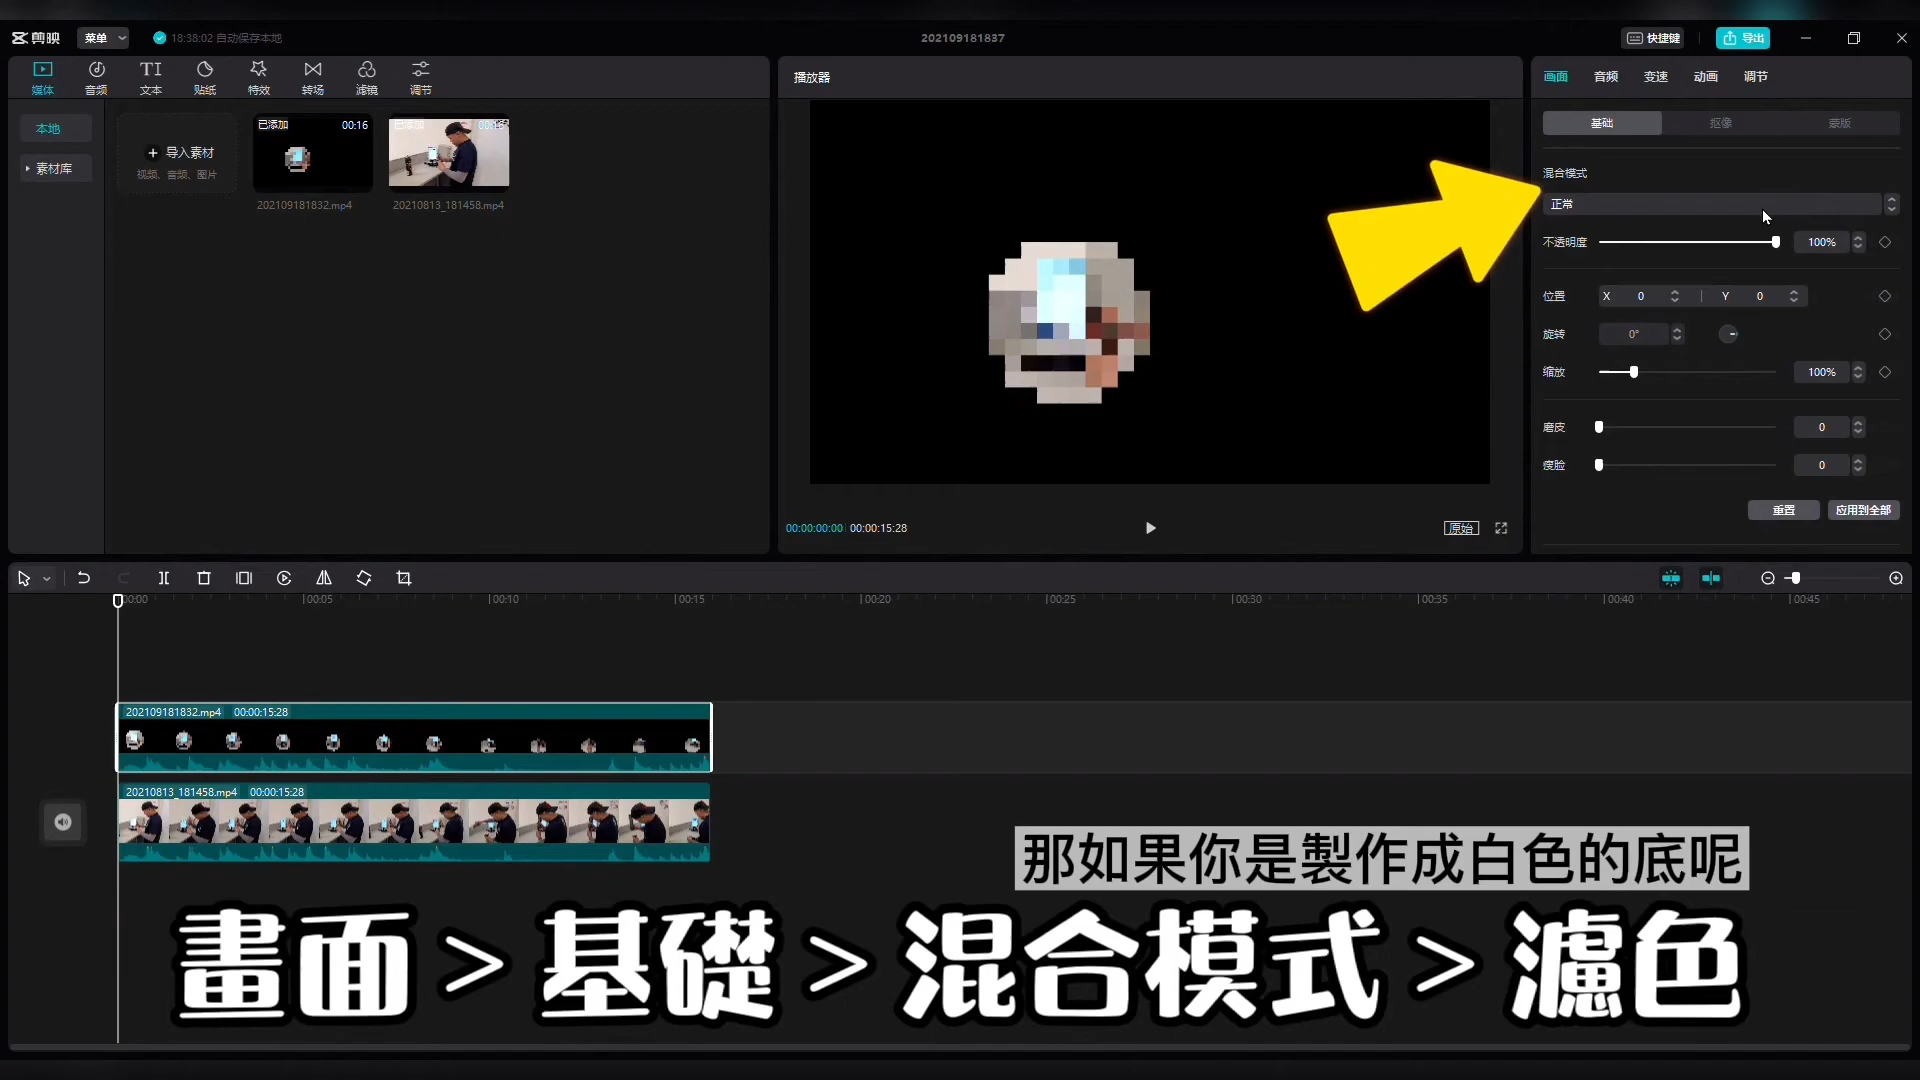 剪映
菜单
18:38:02 自动保存本地
202109181837
快捷键
导出
媒体
音频
文本
贴纸
特效
转场
滤镜
调节
播放器
画面
音频
变速
动画
调节
本地
素材库
导入素材
视频、音频、图片
已添加
00:16
202109181832.mp4
已添加
00:16
20210813_181458.mp4
基础
抠像
蒙版
混合模式
正常
不透明度
100%
位置
X 0
Y 0
旋转
0°
缩放
100%
磨皮
0
瘦脸
0
重置
应用到全部
00:00:00:00
00:00:15:28
原始
00:00
00:05
00:10
00:15
00:20
00:25
00:30
00:35
00:40
00:45
202109181832.mp4 00:00:15:28
20210813_181458.mp4 00:00:15:28
那如果你是製作成白色的底呢
畫面 > 基礎 > 混合模式 > 濾色